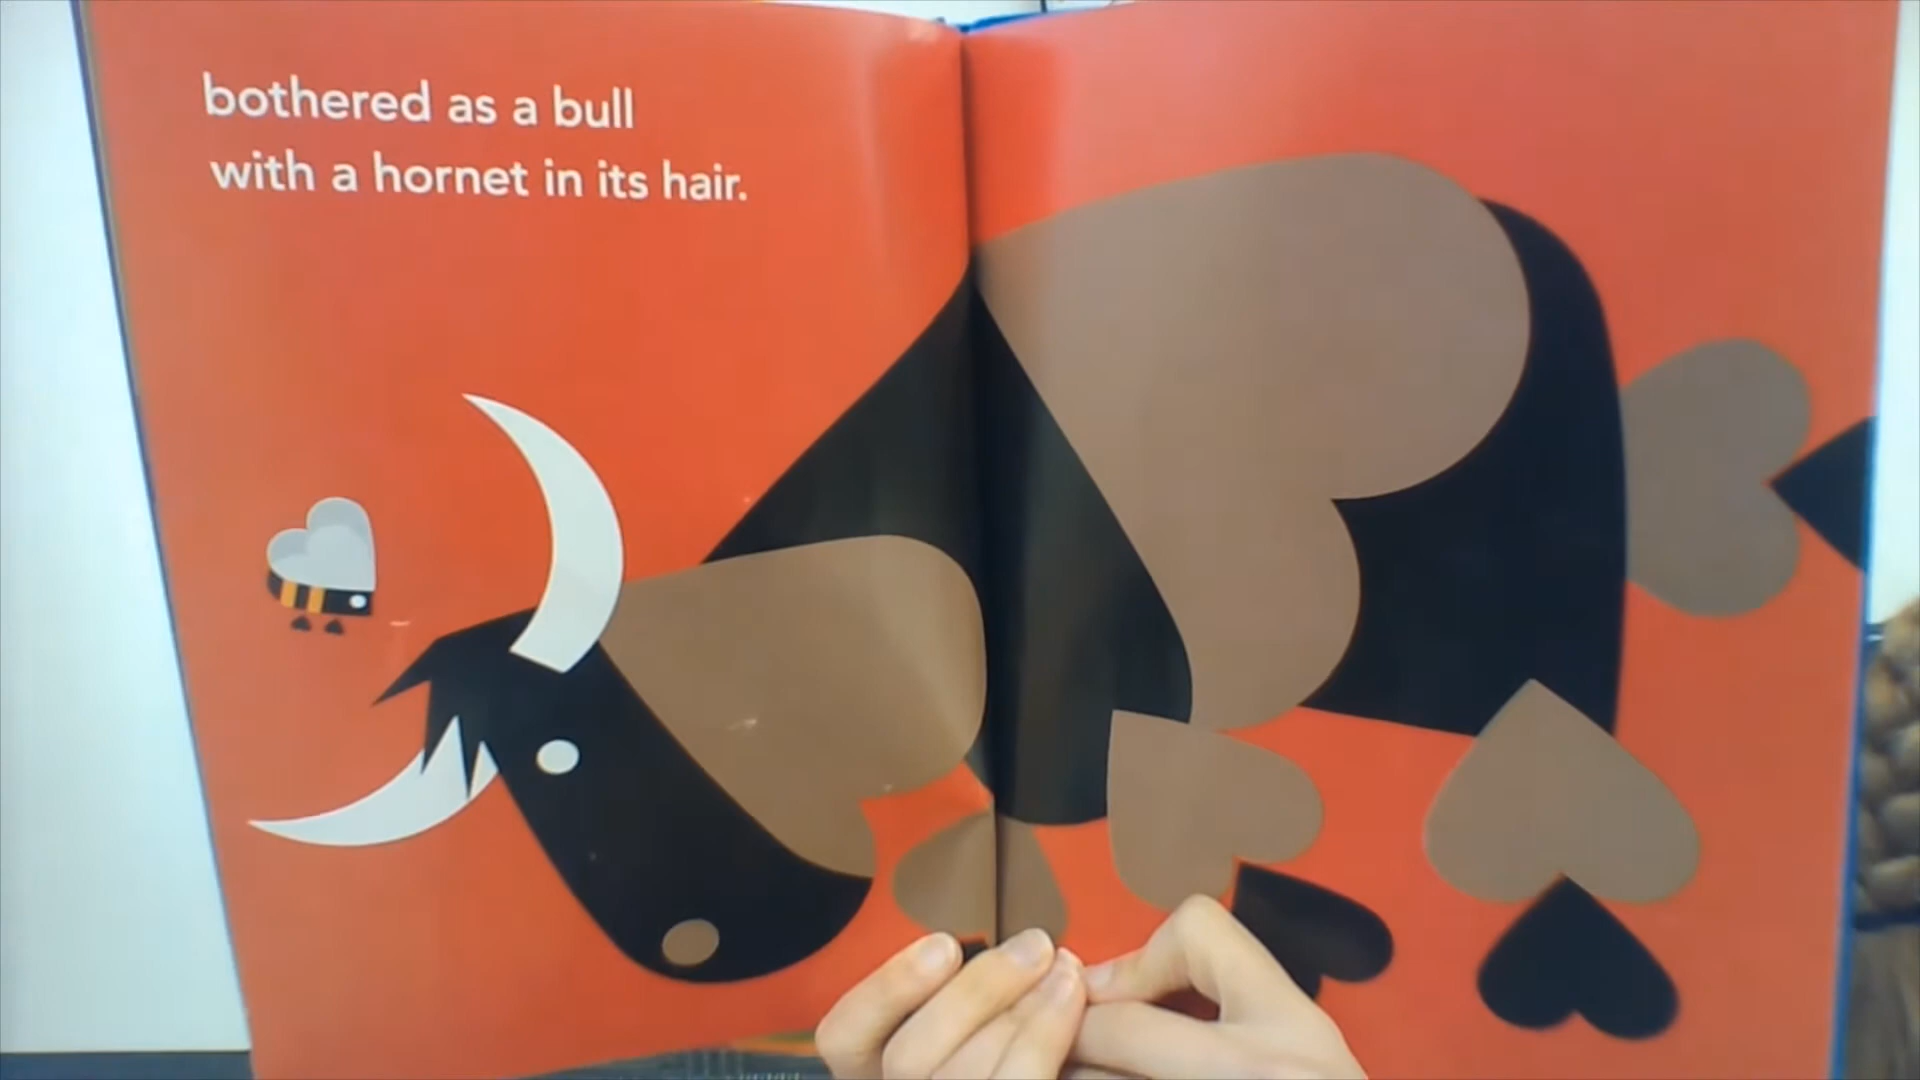 bothered as a bull
with a hornet in its hair.